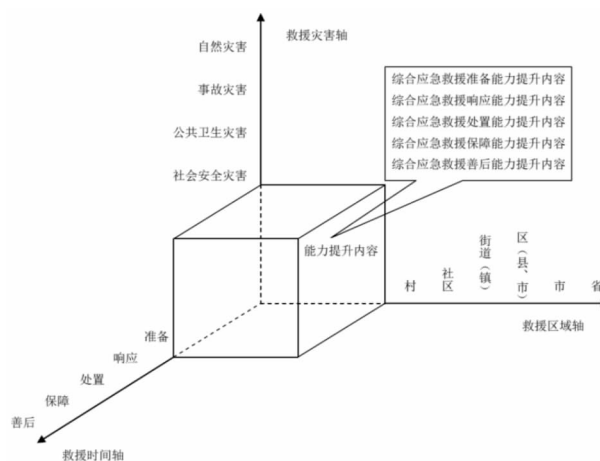 救援灾害轴
自然灾害
事故灾害
公共卫生灾害
社会安全灾害
综合应急救援准备能力提升内容
综合应急救援响应能力提升内容
综合应急救援处置能力提升内容
综合应急救援保障能力提升内容
综合应急救援善后能力提升内容
能力提升内容
村
社区
街道（镇）
区（县、市）
市
省
救援区域轴
准备
响应
处置
保障
善后
救援时间轴